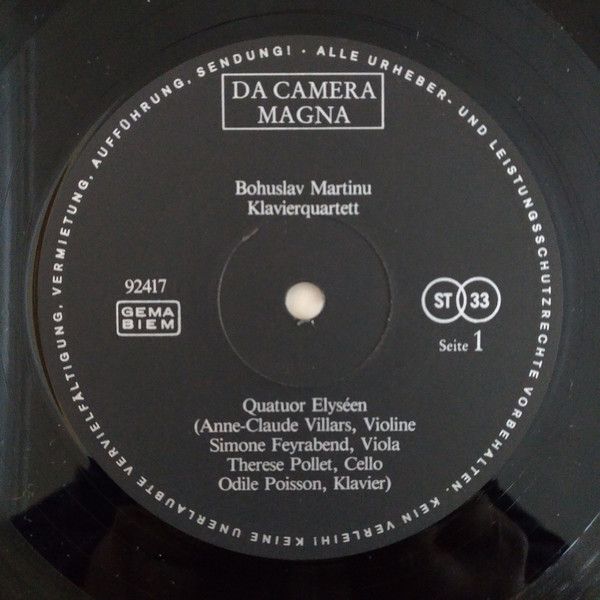 DA CAMERA
MAGNA
Bohuslav Martinu
Klavierquartett
92417
GEMA
BIEM
ST 33
Seite 1
Quatuor Elyséen
(Anne-Claude Villars, Violine
Simone Feyrabend, Viola
Therese Pollet, Cello
Odile Poisson, Klavier)
ALLE URHEBER- UND LEISTUNGSSCHUTZRECHTE VORBEHALTEN. KEIN VERLEIH! KEINE UNERLAUBTE VERVIELFÄLTIGUNG, VERMIETUNG, AUFFÜHRUNG, SENDUNG! ·